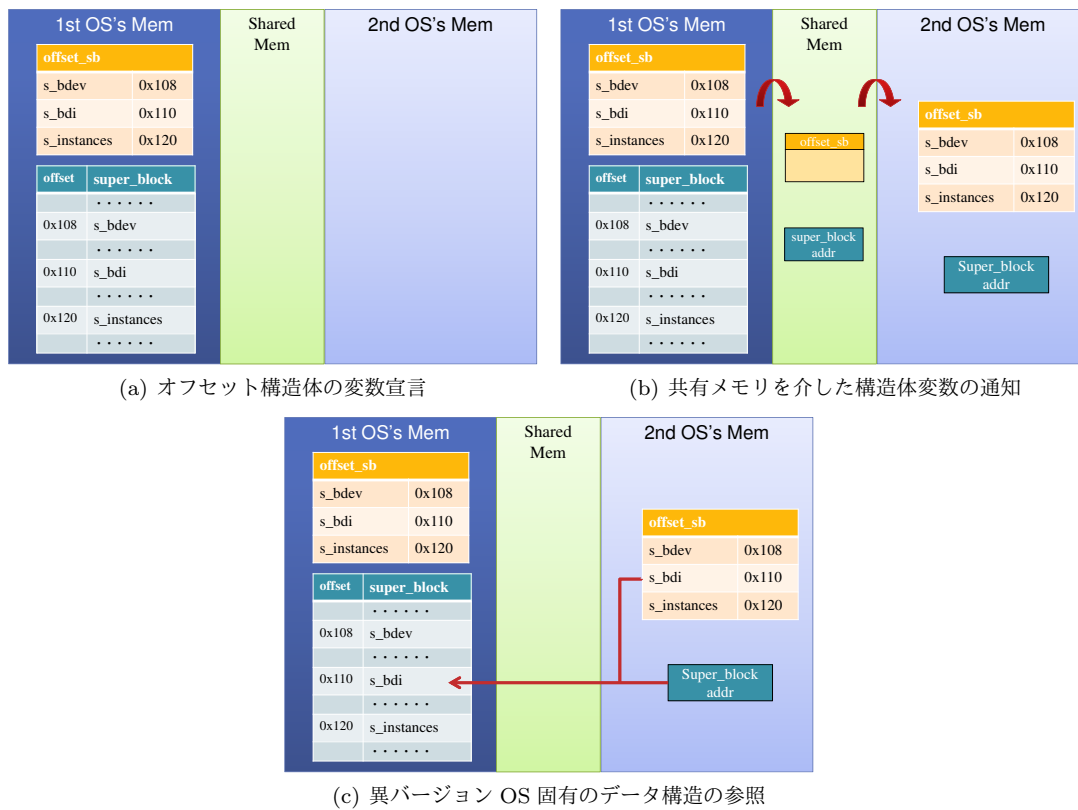 1st OS's Mem
Shared
Mem
2nd OS's Mem
offset_sb
s_bdev 0x108
s_bdi 0x110
s_instances 0x120
offset super_block
・・・・・・
0x108 s_bdev
・・・・・・
0x110 s_bdi
・・・・・・
0x120 s_instances
・・・・・・
(a) オフセット構造体の変数宣言
1st OS's Mem
Shared
Mem
2nd OS's Mem
offset_sb
s_bdev 0x108
s_bdi 0x110
s_instances 0x120
offset super_block
・・・・・・
0x108 s_bdev
・・・・・・
0x110 s_bdi
・・・・・・
0x120 s_instances
・・・・・・
offset_sb
super_block
addr
offset_sb
s_bdev 0x108
s_bdi 0x110
s_instances 0x120
Super_block
addr
(b) 共有メモリを介した構造体変数の通知
1st OS's Mem
Shared
Mem
2nd OS's Mem
offset_sb
s_bdev 0x108
s_bdi 0x110
s_instances 0x120
offset super_block
・・・・・・
0x108 s_bdev
・・・・・・
0x110 s_bdi
・・・・・・
0x120 s_instances
・・・・・・
offset_sb
s_bdev 0x108
s_bdi 0x110
s_instances 0x120
Super_block
addr
(c) 異バージョン OS 固有のデータ構造の参照